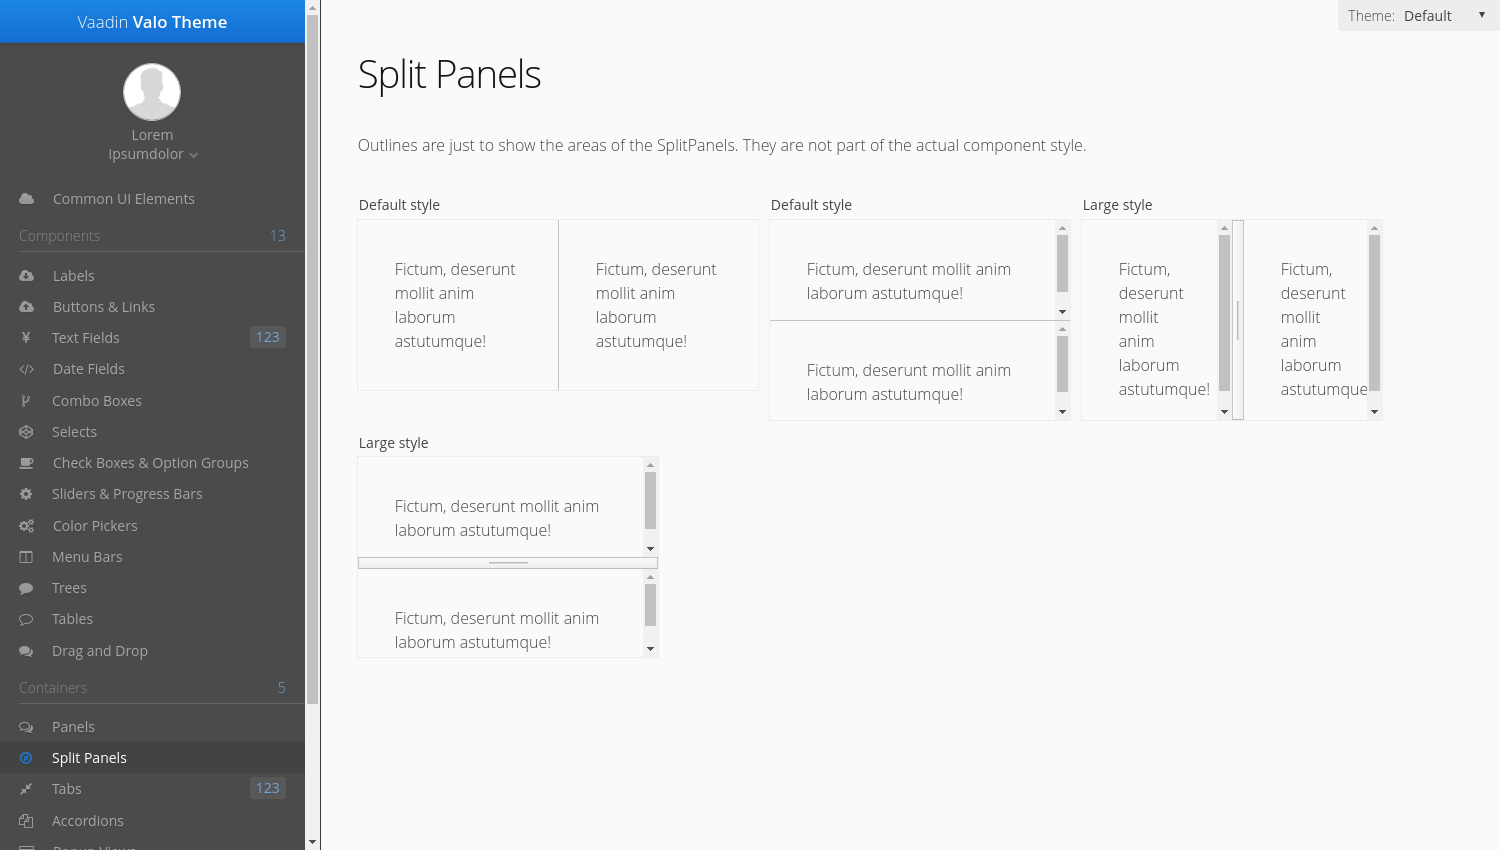 Vaadin Valo Theme
Lorem
Ipsumdolor
Common UI Elements
Components 13
Labels
Buttons & Links
Text Fields 123
Date Fields
Combo Boxes
Selects
Check Boxes & Option Groups
Sliders & Progress Bars
Color Pickers
Menu Bars
Trees
Tables
Drag and Drop
Containers 5
Panels
Split Panels
Tabs 123
Accordions
Popup Views
Theme: Default
Split Panels
Outlines are just to show the areas of the SplitPanels. They are not part of the actual component style.
Default style
Fictum, deserunt
mollit anim
laborum
astutumque!
Fictum, deserunt
mollit anim
laborum
astutumque!
Default style
Fictum, deserunt mollit anim
laborum astutumque!
Fictum, deserunt mollit anim
laborum astutumque!
Large style
Fictum,
deserunt
mollit
anim
laborum
astutumque!
Fictum,
deserunt
mollit
anim
laborum
astutumque
Large style
Fictum, deserunt mollit anim
laborum astutumque!
Fictum, deserunt mollit anim
laborum astutumque!